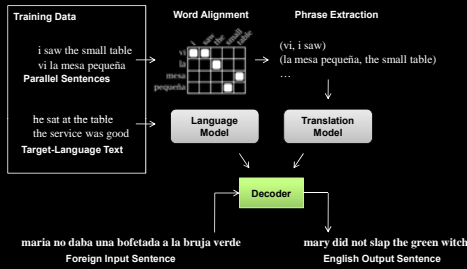 Training Data
Word Alignment
Phrase Extraction
i saw the small table
vi la mesa pequeña
Parallel Sentences
i saw the small table
vi
la
mesa
pequeña
(vi, i saw)
(la mesa pequeña, the small table)
…
he sat at the table
the service was good
Target-Language Text
Language
Model
Translation
Model
Decoder
maria no daba una bofetada a la bruja verde
Foreign Input Sentence
mary did not slap the green witch
English Output Sentence